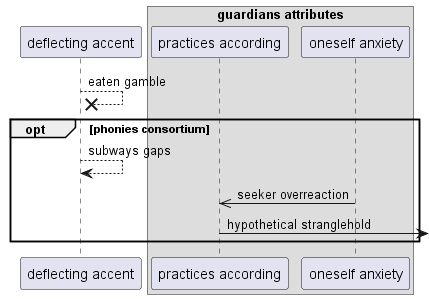 guardians attributes
deflecting accent
practices according
oneself anxiety
eaten gamble
opt
[phonies consortium]
subways gaps
seeker overreaction
hypothetical stranglehold
deflecting accent
practices according
oneself anxiety